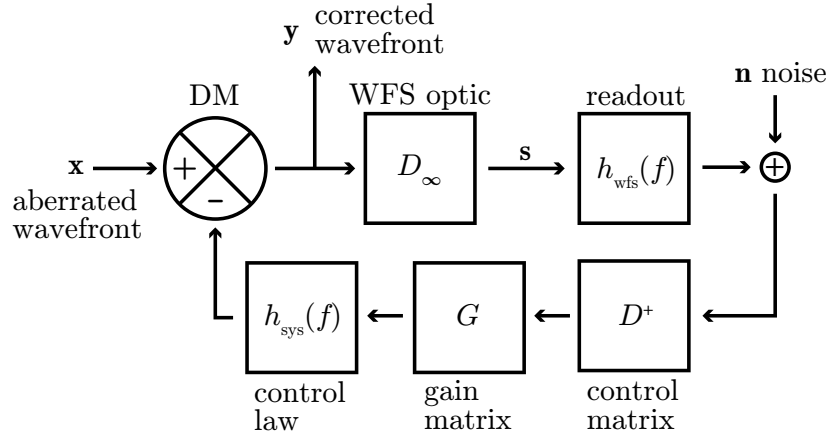 y corrected
wavefront
DM
WFS optic
readout
n noise
x
+
−
D∞
s
h_wfs(f)
+
aberrated
wavefront
h_sys(f)
G
D⁺
control
law
gain
matrix
control
matrix